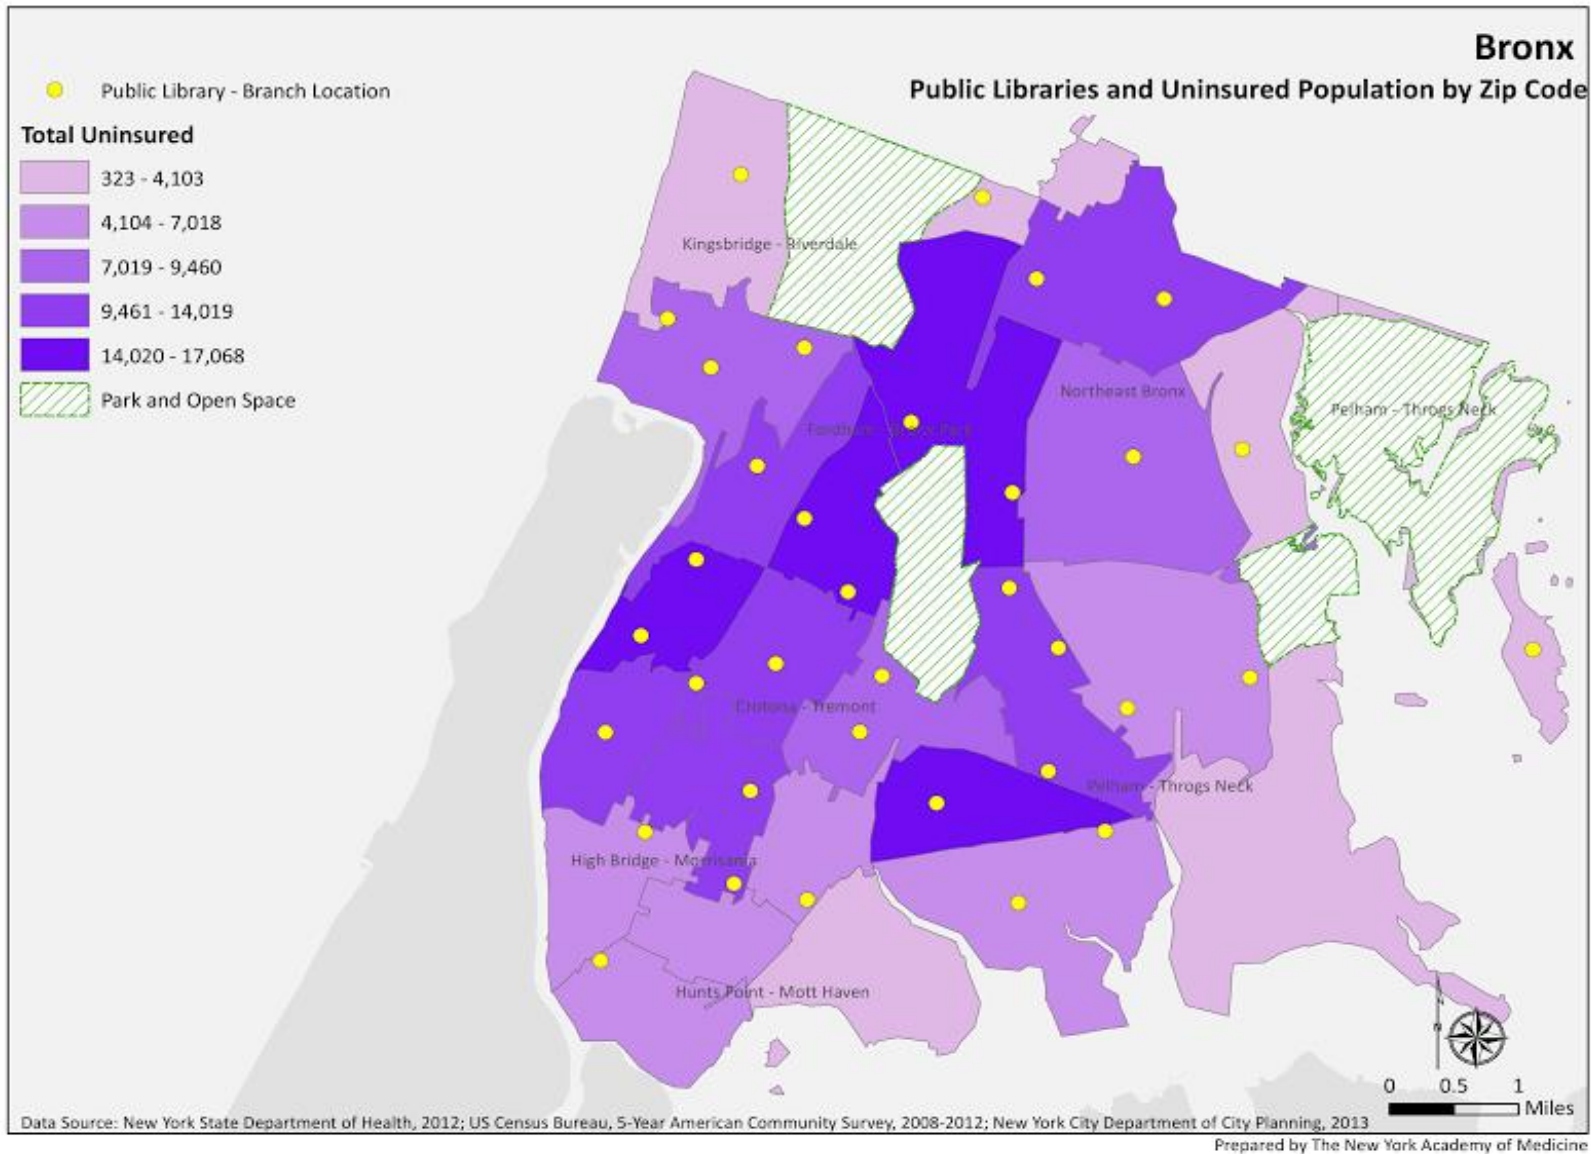 Bronx
Public Libraries and Uninsured Population by Zip Code
Public Library - Branch Location
Total Uninsured
323 - 4,103
4,104 - 7,018
7,019 - 9,460
9,461 - 14,019
14,020 - 17,068
Park and Open Space
Kingsbridge - Riverdale
Northeast Bronx
Pelham - Throgs Neck
Fordham - Bronx Park
Crotona - Tremont
Pelham - Throgs Neck
High Bridge - Morrisania
Hunts Point - Mott Haven
N
0 0.5 1
Miles
Data Source: New York State Department of Health, 2012; US Census Bureau, 5-Year American Community Survey, 2008-2012; New York City Department of City Planning, 2013
Prepared by The New York Academy of Medicine